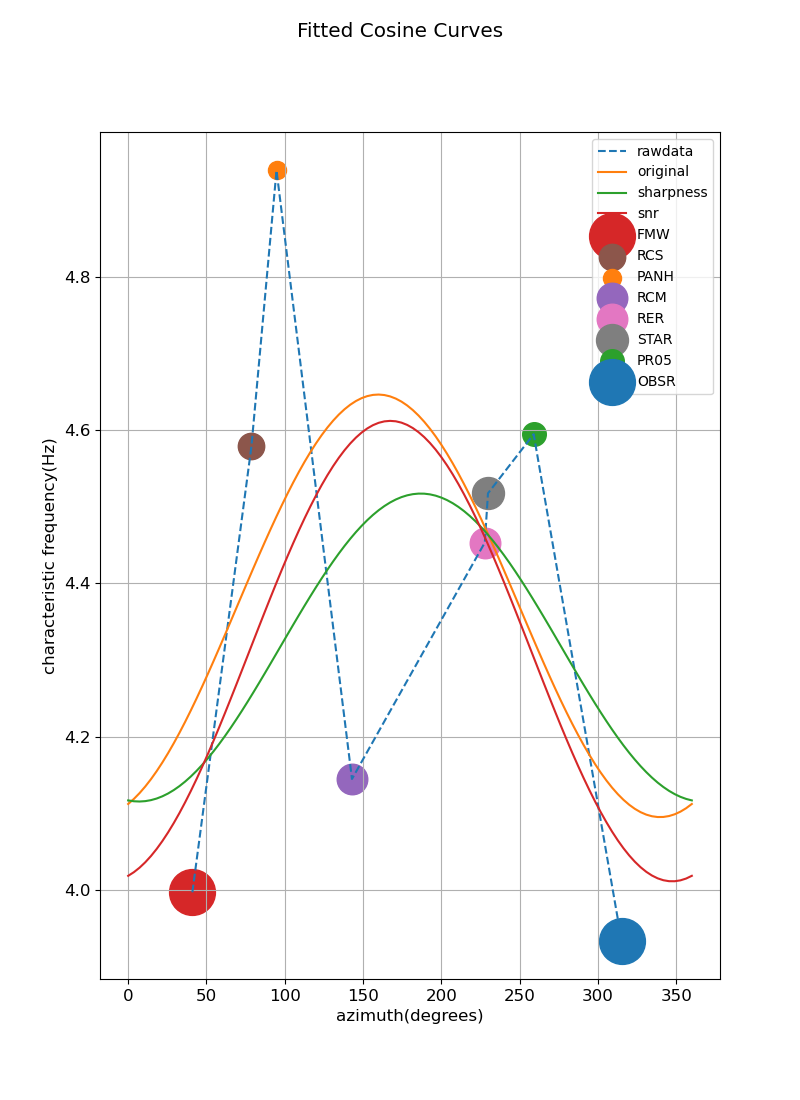 Fitted Cosine Curves
rawdata
original
sharpness
snr
FMW
RCS
PANH
RCM
RER
STAR
PR05
OBSR
characteristic frequency(Hz)
4.8
4.6
4.4
4.2
4.0
0 50 100 150 200 250 300 350
azimuth(degrees)